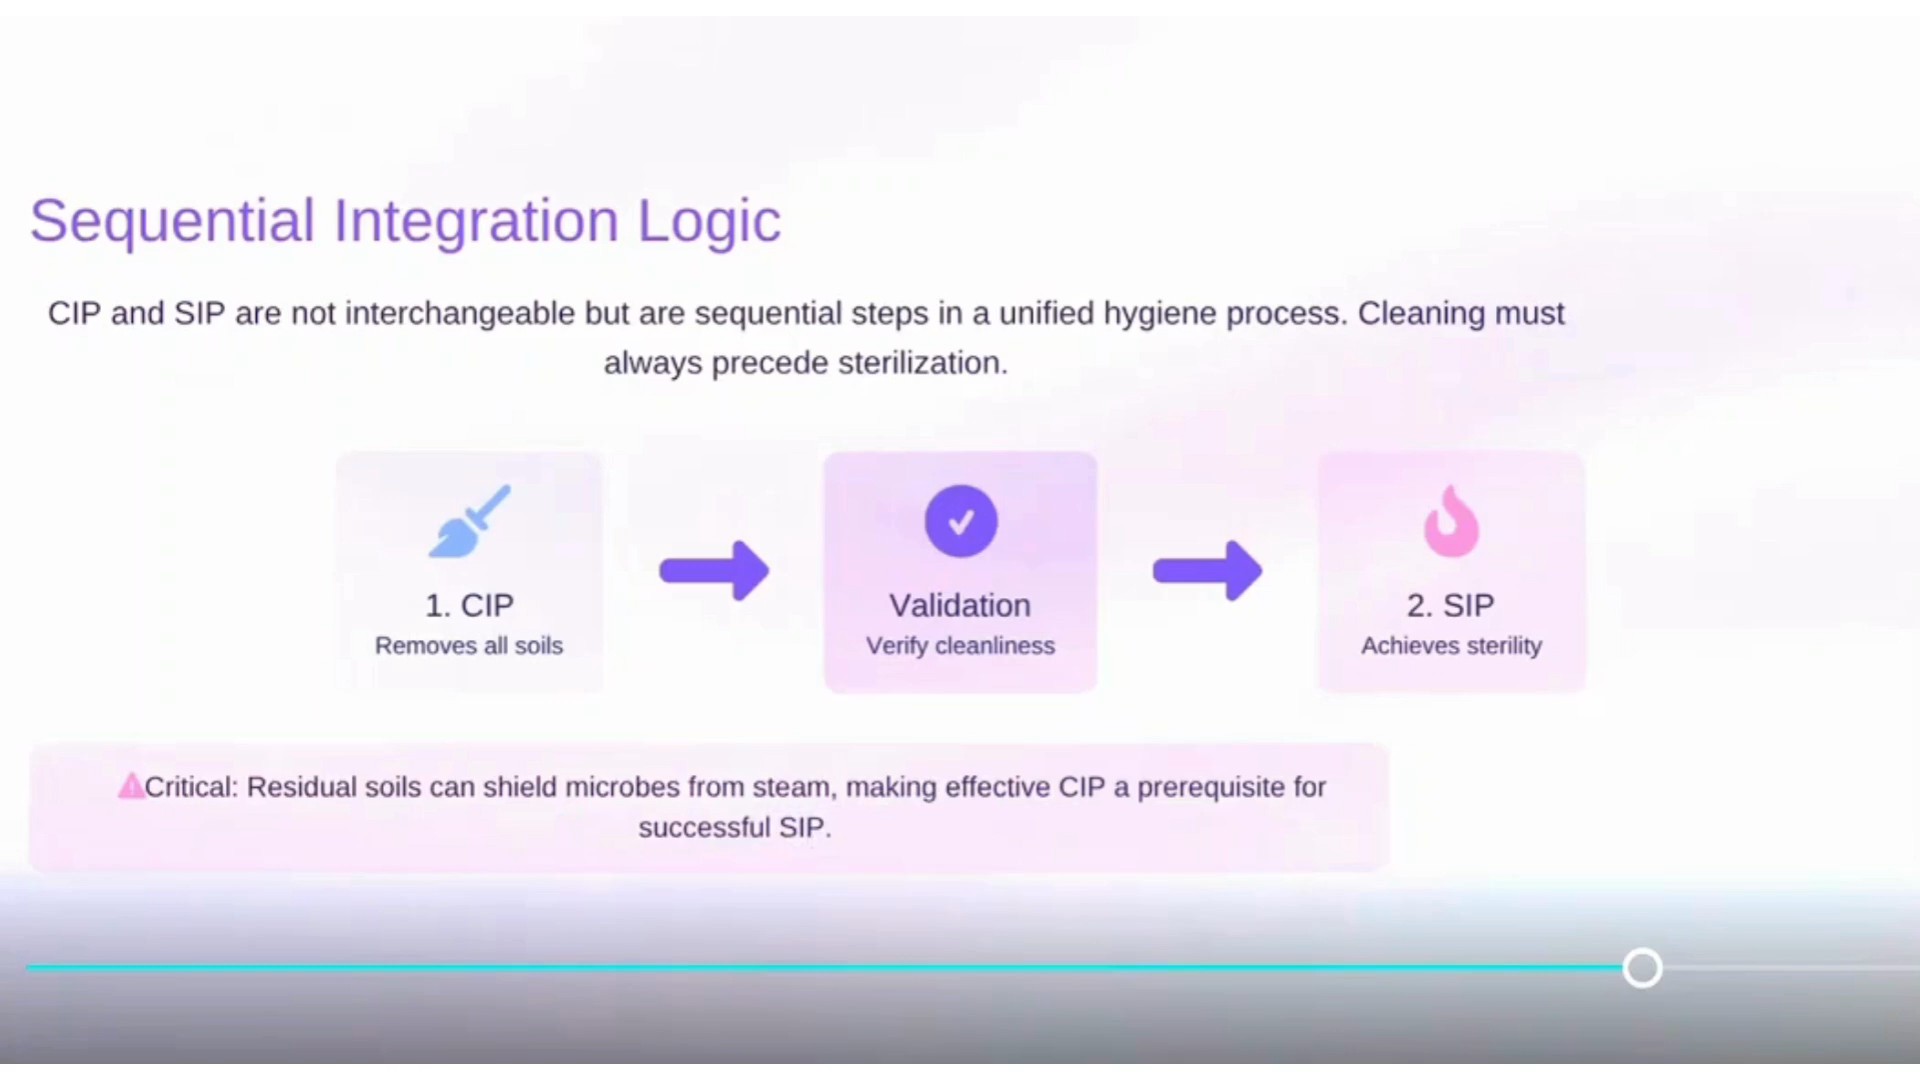 Sequential Integration Logic
CIP and SIP are not interchangeable but are sequential steps in a unified hygiene process. Cleaning must
always precede sterilization.
1. CIP
Removes all soils
Validation
Verify cleanliness
2. SIP
Achieves sterility
Critical: Residual soils can shield microbes from steam, making effective CIP a prerequisite for
successful SIP.